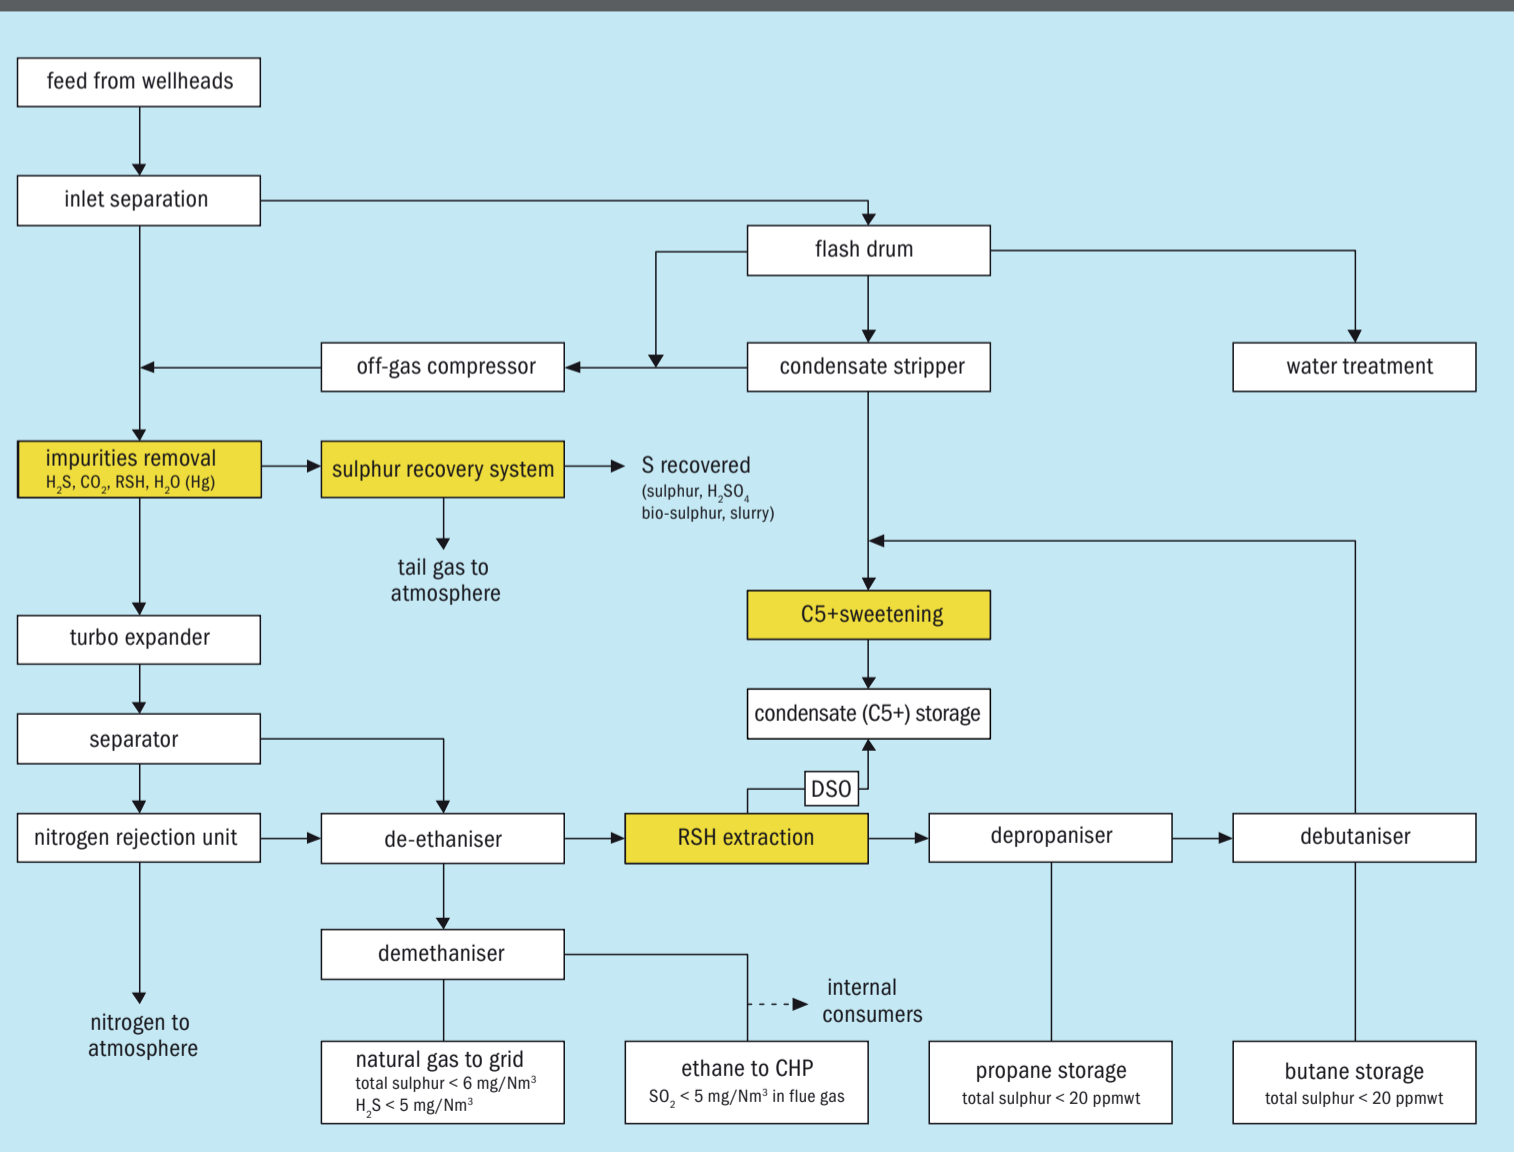 feed from wellheads
inlet separation
flash drum
off-gas compressor
condensate stripper
water treatment
impurities removal
H₂S, CO₂, RSH, H₂O (Hg)
sulphur recovery system
S recovered
(sulphur, H₂SO₄
bio-sulphur, slurry)
tail gas to
atmosphere
C5+sweetening
turbo expander
condensate (C5+) storage
separator
DSO
nitrogen rejection unit
de-ethaniser
RSH extraction
depropaniser
debutaniser
demethaniser
internal
consumers
nitrogen to
atmosphere
natural gas to grid
total sulphur < 6 mg/Nm³
H₂S < 5 mg/Nm³
ethane to CHP
SO₂ < 5 mg/Nm³ in flue gas
propane storage
total sulphur < 20 ppmwt
butane storage
total sulphur < 20 ppmwt